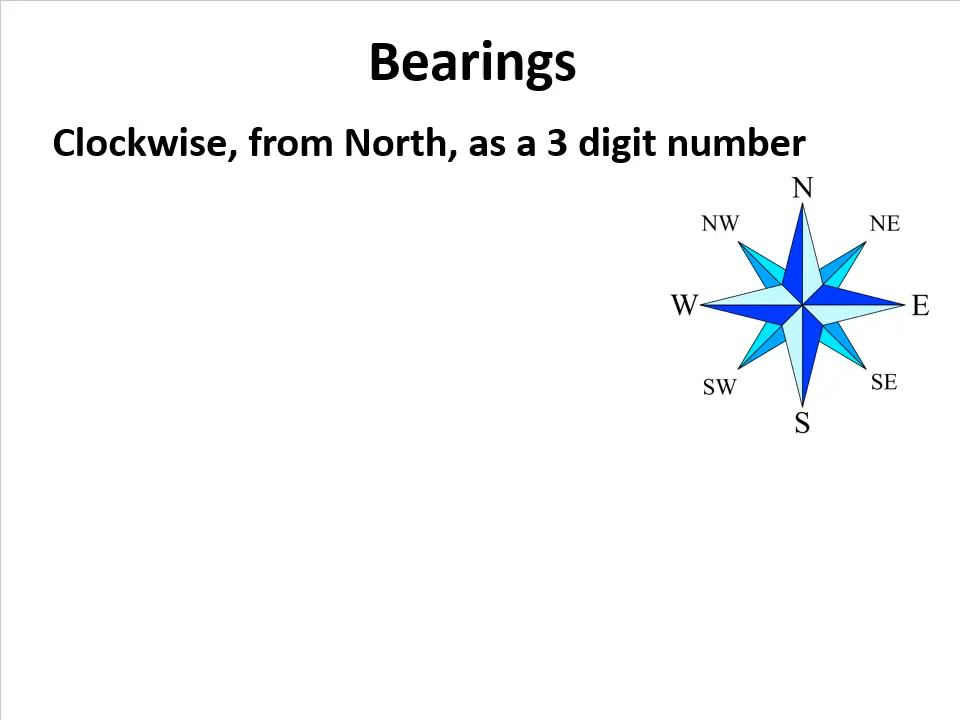 Bearings
Clockwise, from North, as a 3 digit number
N
NW
NE
W
E
SW
SE
S